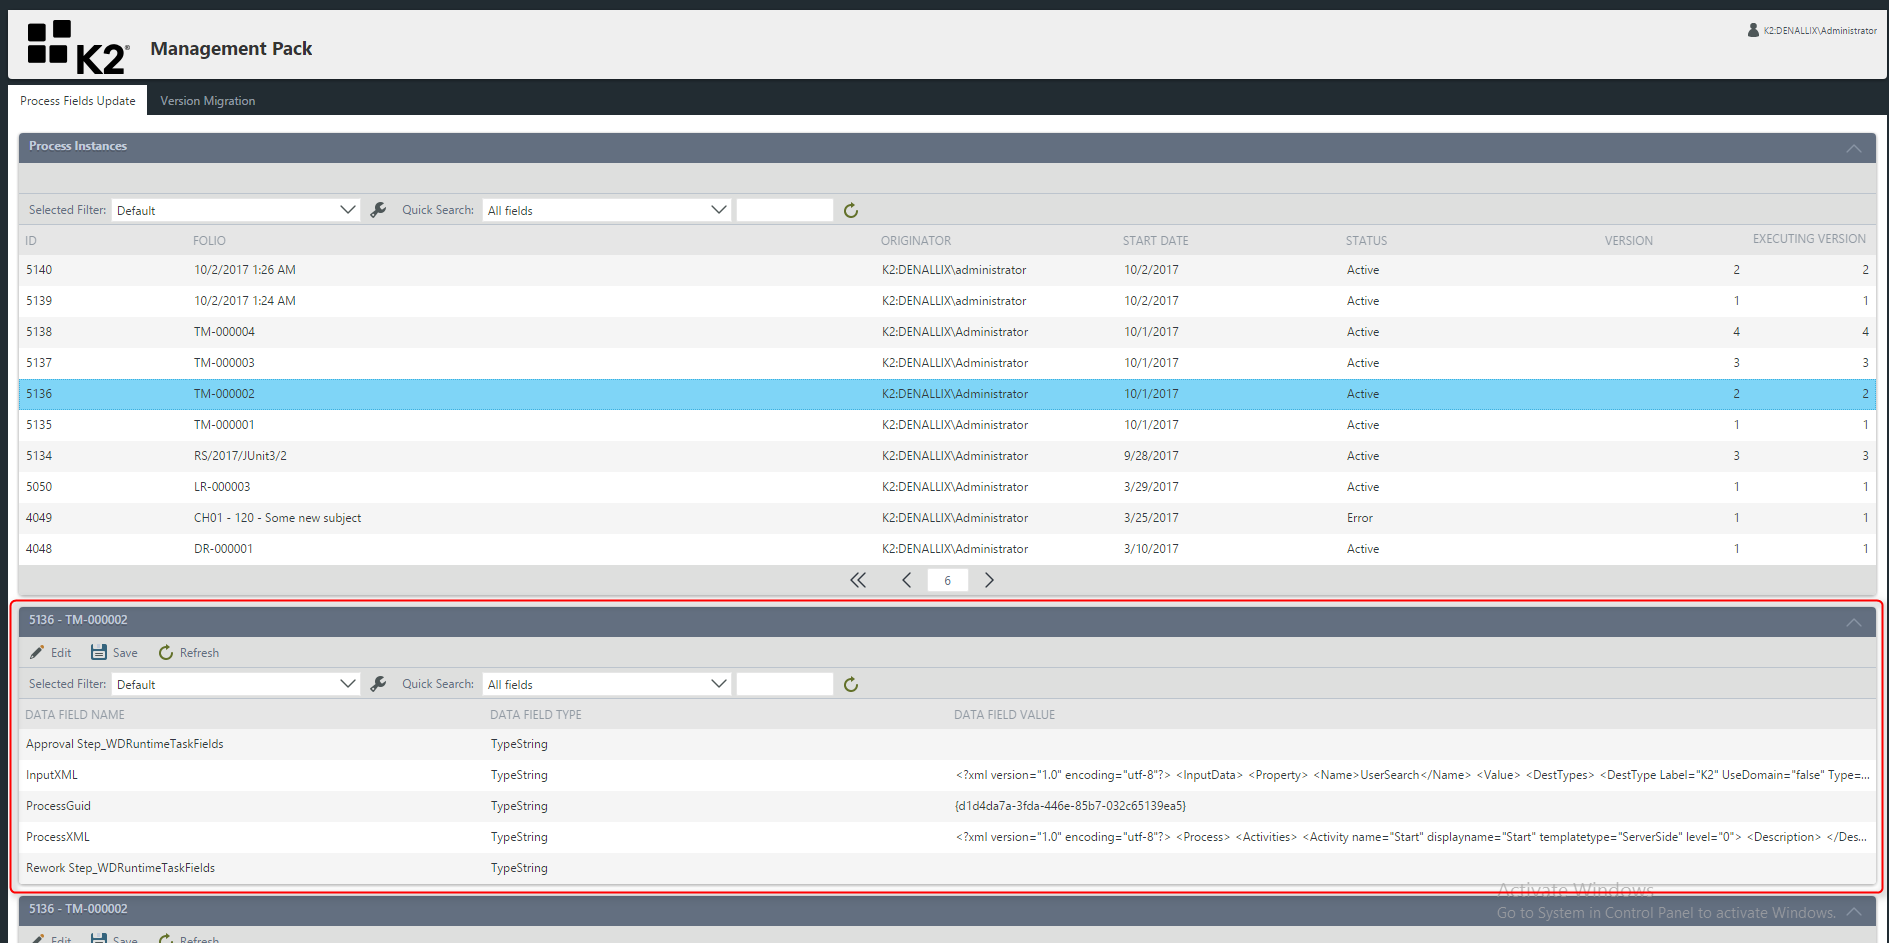 K2® Management Pack K2:DENALLIX\Administrator
Process Fields Update Version Migration
Process Instances
Selected Filter: Default Quick Search: All fields
ID FOLIO ORIGINATOR START DATE STATUS VERSION EXECUTING VERSION
5140 10/2/2017 1:26 AM K2:DENALLIX\administrator 10/2/2017 Active 2 2
5139 10/2/2017 1:24 AM K2:DENALLIX\administrator 10/2/2017 Active 1 1
5138 TM-000004 K2:DENALLIX\Administrator 10/1/2017 Active 4 4
5137 TM-000003 K2:DENALLIX\Administrator 10/1/2017 Active 3 3
5136 TM-000002 K2:DENALLIX\Administrator 10/1/2017 Active 2 2
5135 TM-000001 K2:DENALLIX\Administrator 10/1/2017 Active 1 1
5134 RS/2017/JUnit3/2 K2:DENALLIX\Administrator 9/28/2017 Active 3 3
5050 LR-000003 K2:DENALLIX\Administrator 3/29/2017 Active 1 1
4049 CH01 - 120 - Some new subject K2:DENALLIX\Administrator 3/25/2017 Error 1 1
4048 DR-000001 K2:DENALLIX\Administrator 3/10/2017 Active 1 1
6
5136 - TM-000002
Edit Save Refresh
Selected Filter: Default Quick Search: All fields
DATA FIELD NAME DATA FIELD TYPE DATA FIELD VALUE
Approval Step_WDRuntimeTaskFields TypeString
InputXML TypeString <?xml version="1.0" encoding="utf-8"?> <InputData> <Property> <Name>UserSearch</Name> <Value> <DestTypes> <DestType Label="K2" UseDomain="false" Type=...
ProcessGuid TypeString {d1d4da7a-3fda-446e-85b7-032c65139ea5}
ProcessXML TypeString <?xml version="1.0" encoding="utf-8"?> <Process> <Activities> <Activity name="Start" displayname="Start" templatetype="ServerSide" level="0"> <Description> </Des...
Rework Step_WDRuntimeTaskFields TypeString
Activate Windows
5136 - TM-000002 Go to System in Control Panel to activate Windows.
Edit Save Refresh